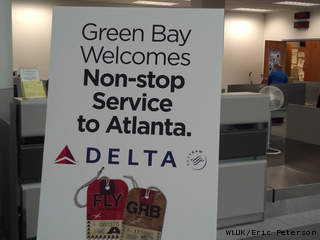 Green Bay
Welcomes
Non-stop
Service
to Atlanta.
DELTA
FLY
GRB
WLUK/Eric Peterson